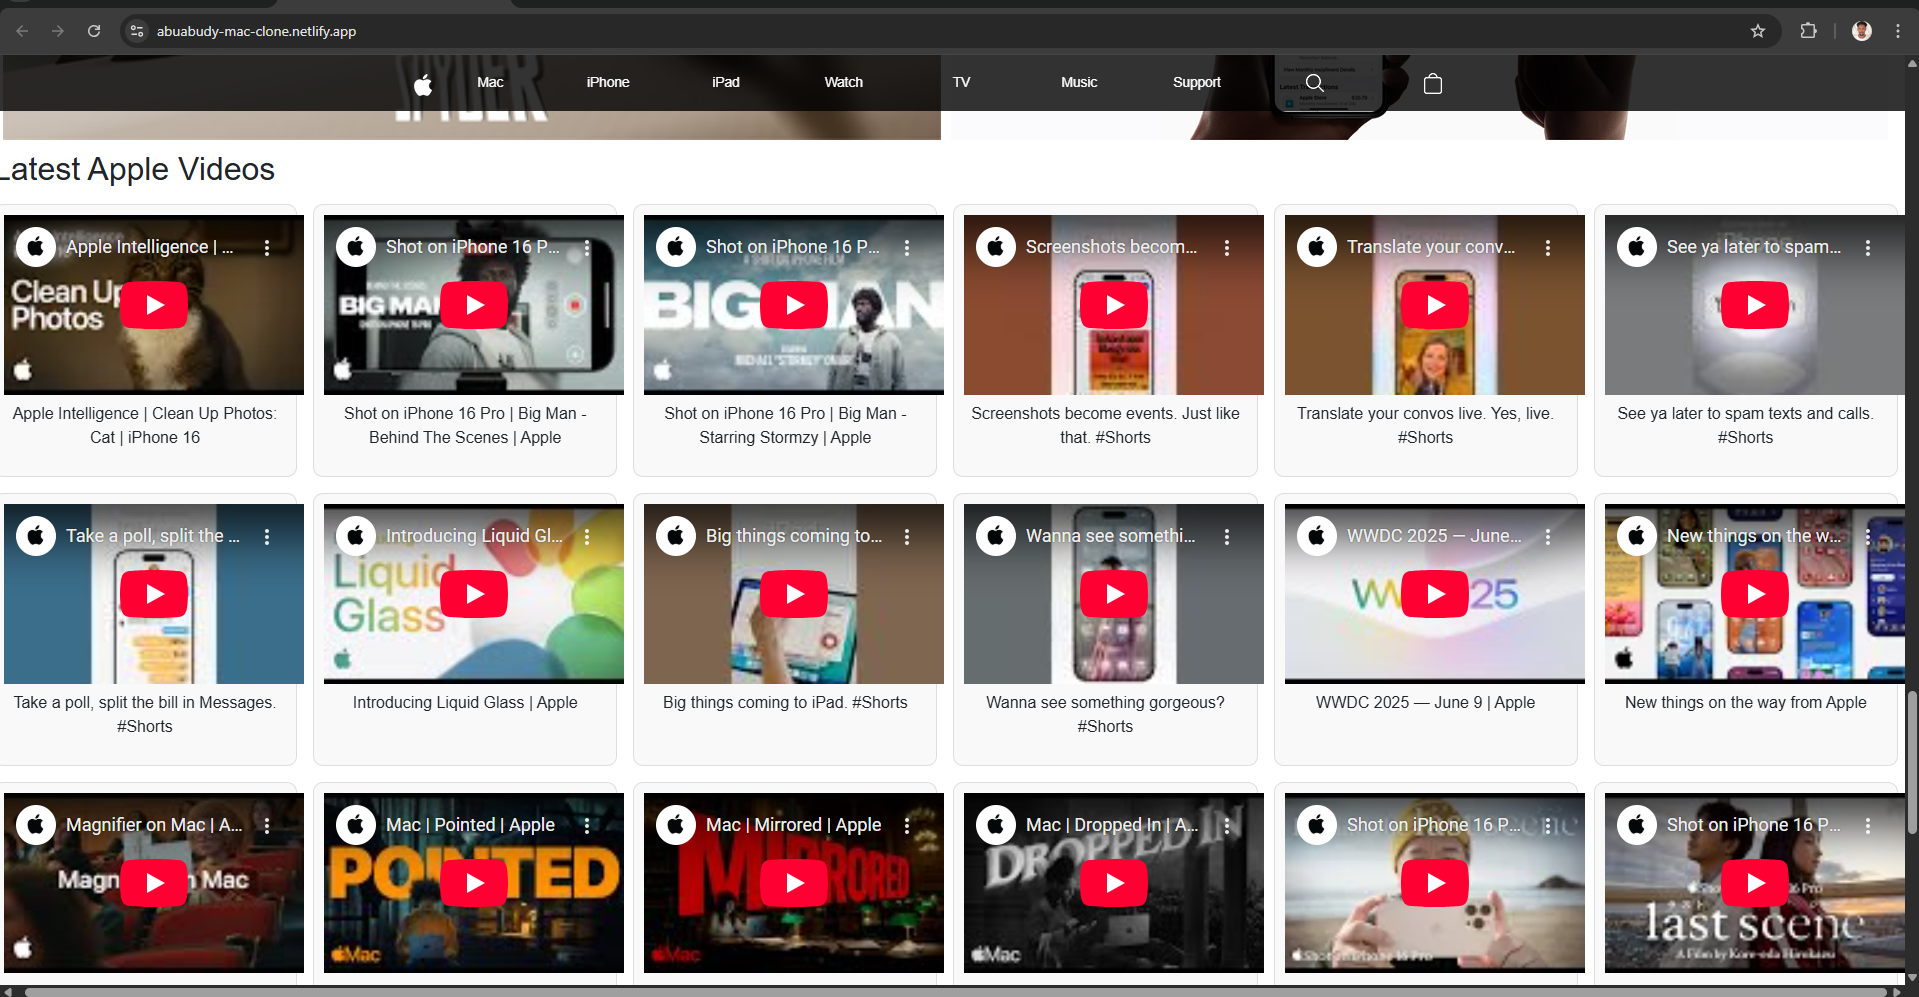 abuabudy-mac-clone.netlify.app
SPYDER
Mac
iPhone
iPad
Watch
TV
Music
Support
Latest Apple Videos
Apple Intelligence | ...
Clean Up
Photos
Apple Intelligence | Clean Up Photos:
Cat | iPhone 16
Shot on iPhone 16 P...
BIG MAN
Shot on iPhone 16 Pro | Big Man -
Behind The Scenes | Apple
Shot on iPhone 16 P...
BIG MAN
Shot on iPhone 16 Pro | Big Man -
Starring Stormzy | Apple
Screenshots becom...
Screenshots become events. Just like
that. #Shorts
Translate your conv...
Translate your convos live. Yes, live.
#Shorts
See ya later to spam...
See ya later to spam texts and calls.
#Shorts
Take a poll, split the ...
Take a poll, split the bill in Messages.
#Shorts
Introducing Liquid Gl...
Liquid
Glass
Introducing Liquid Glass | Apple
Big things coming to...
Big things coming to iPad. #Shorts
Wanna see somethi...
Wanna see something gorgeous?
#Shorts
WWDC 2025 — June...
25
WWDC 2025 — June 9 | Apple
New things on the w...
New things on the way from Apple
Magnifier on Mac | A...
Mac
Mac | Pointed | Apple
POINTED
Mac
Mac | Mirrored | Apple
MIRRORED
Mac
Mac | Dropped In | A...
DROPPED IN
Mac
Shot on iPhone 16 P...
Shot on iPhone 16 Pro
Shot on iPhone 16 P...
last scene
A Film by Kore-eda Hirokazu